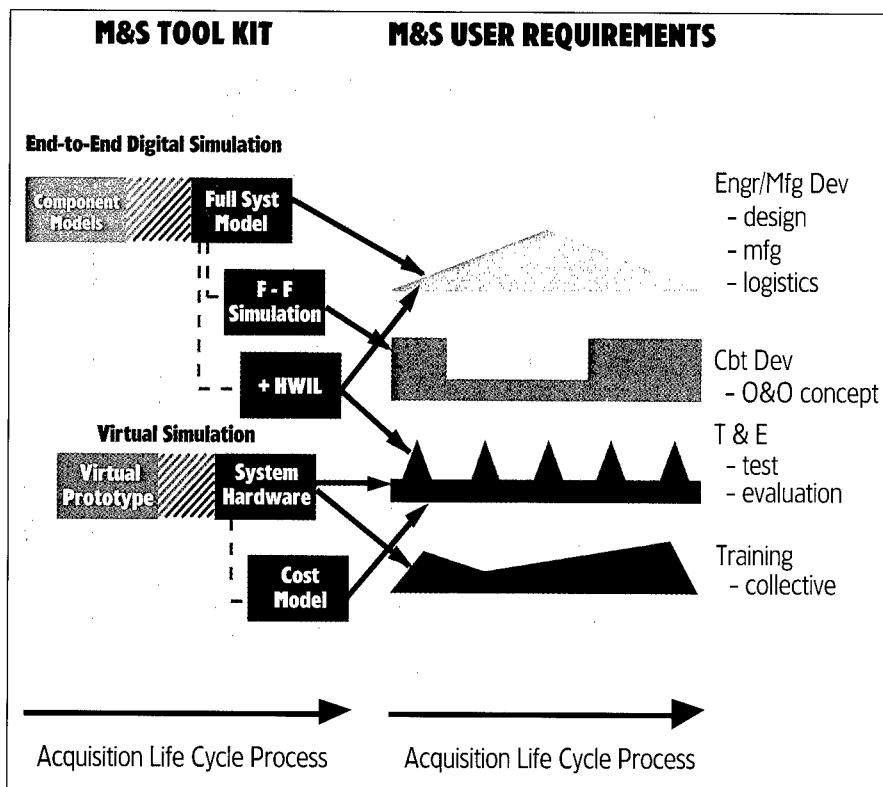 M&S TOOL KIT
M&S USER REQUIREMENTS
End-to-End Digital Simulation
Component
Models
Full Syst
Model
F - F
Simulation
+ HWIL
Virtual Simulation
Virtual
Prototype
System
Hardware
Cost
Model
Engr/Mfg Dev
- design
- mfg
- logistics
Cbt Dev
- O&O concept
T & E
- test
- evaluation
Training
- collective
Acquisition Life Cycle Process
Acquisition Life Cycle Process